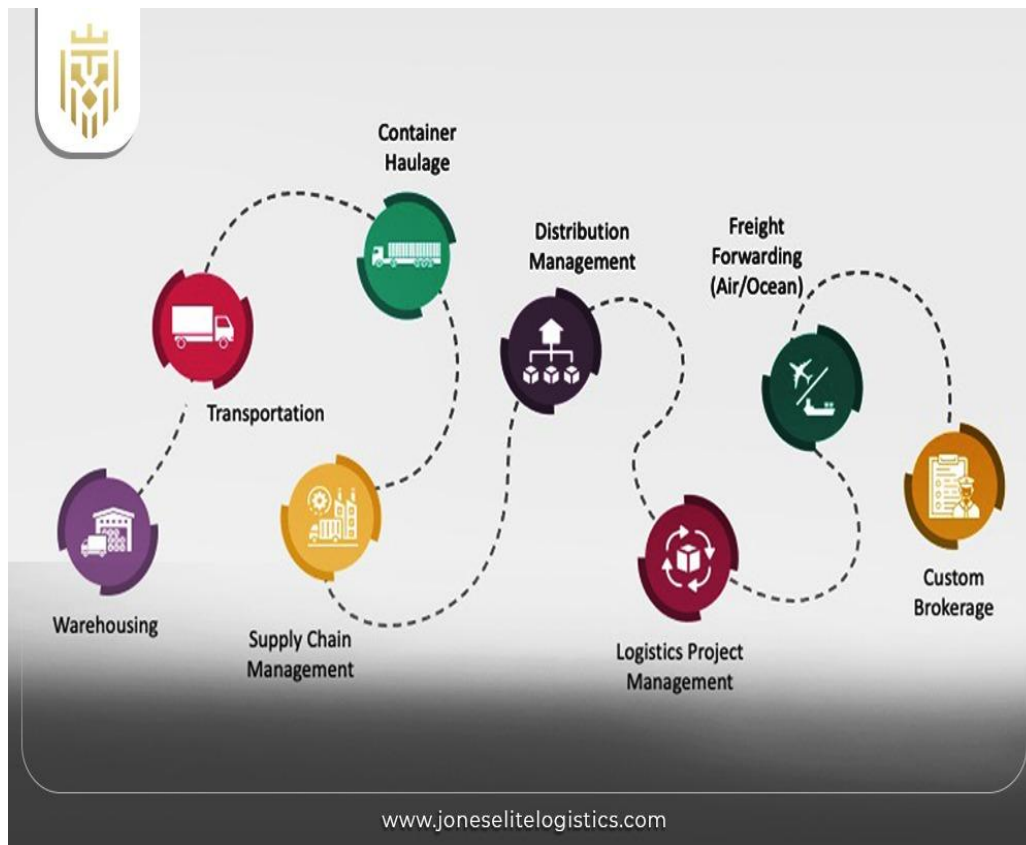 Container
Haulage
Distribution
Management
Freight
Forwarding
(Air/Ocean)
Transportation
Warehousing
Supply Chain
Management
Logistics Project
Management
Custom
Brokerage
www.joneselitelogistics.com